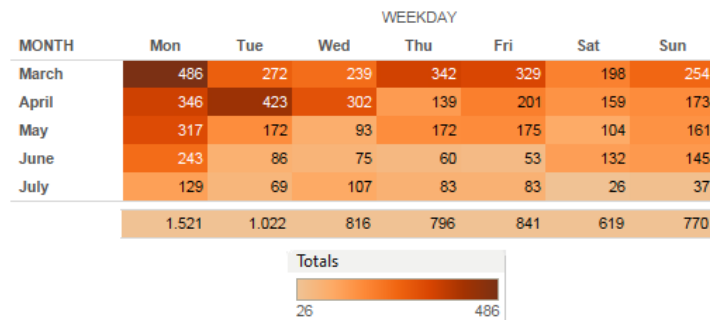 WEEKDAY
MONTH Mon Tue Wed Thu Fri Sat Sun
March 486 272 239 342 329 198 254
April 346 423 302 139 201 159 173
May 317 172 93 172 175 104 161
June 243 86 75 60 53 132 145
July 129 69 107 83 83 26 37
1.521 1.022 816 796 841 619 770
Totals
26 486